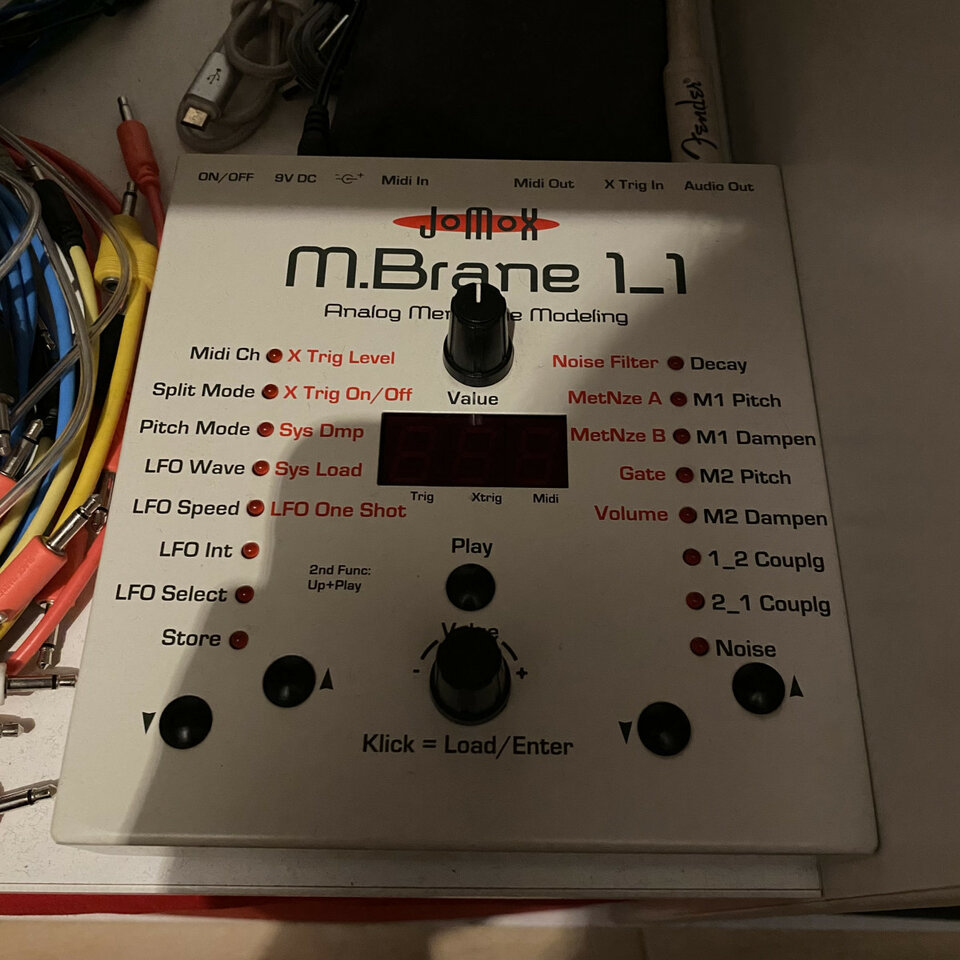 Fender
ON/OFF 9V DC Midi In Midi Out X Trig In Audio Out
JoMoX
M.Brane 1_1
Analog Modeling
Midi Ch X Trig Level
Split Mode X Trig On/Off
Pitch Mode Sys Dmp
LFO Wave Sys Load
LFO Speed LFO One Shot
LFO Int
LFO Select
Store
Value
Trig Xtrig Midi
Play
2nd Func:
Up+Play
Value
- +
Klick = Load/Enter
Noise Filter Decay
MetNze A M1 Pitch
MetNze B M1 Dampen
Gate M2 Pitch
Volume M2 Dampen
1_2 Couplg
2_1 Couplg
Noise